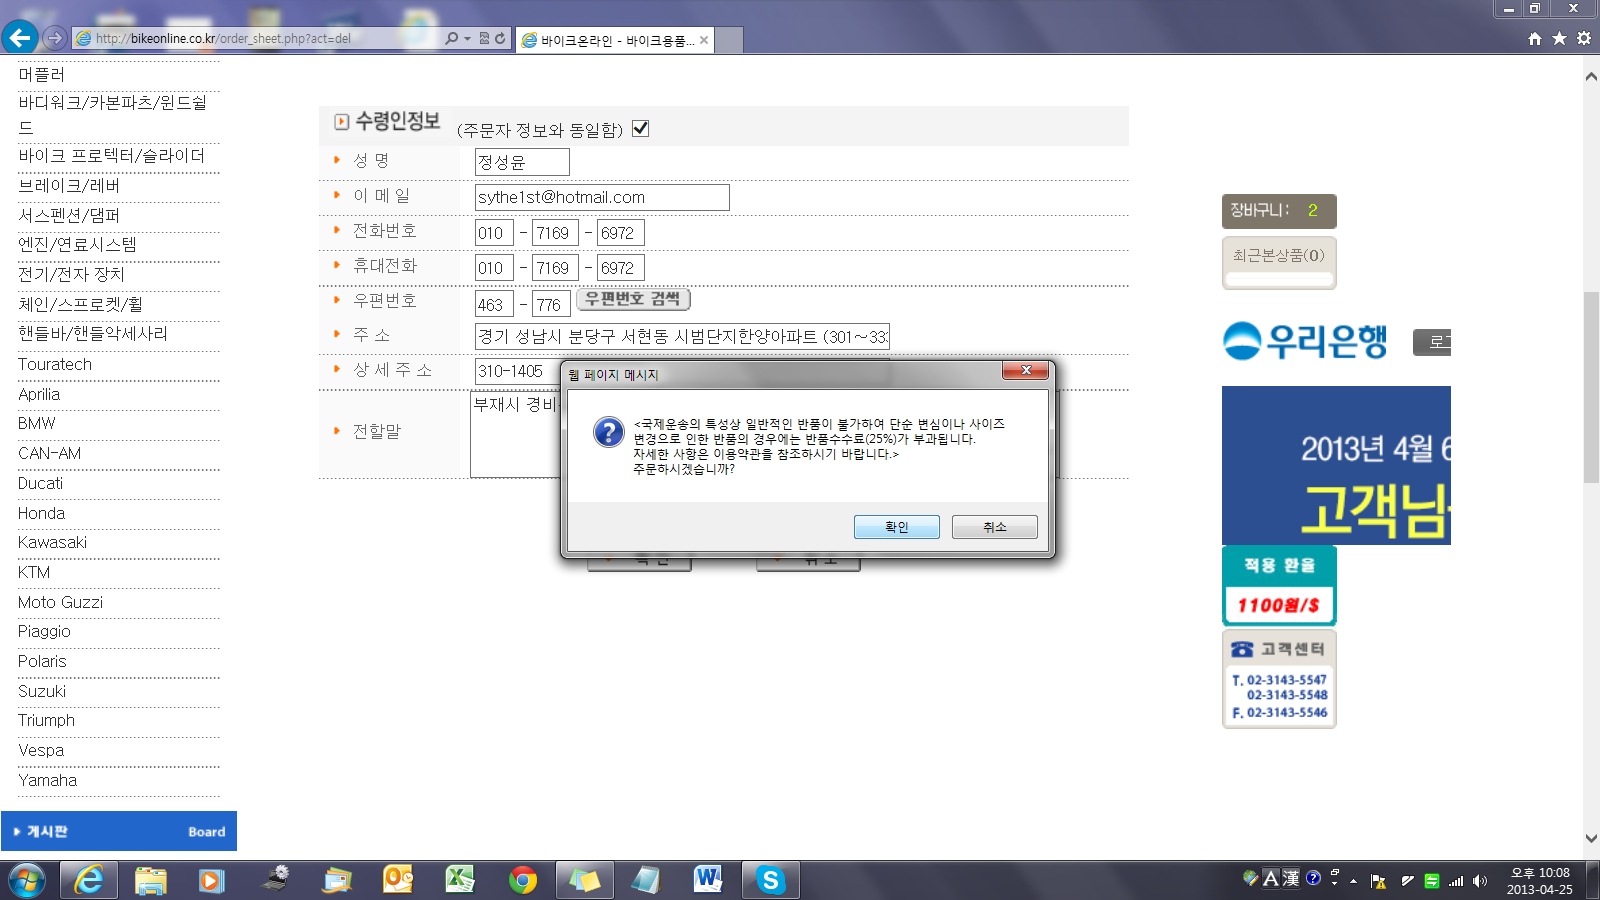 http://bikeonline.co.kr/order_sheet.php?act=del
바이크온라인 - 바이크용품...
머플러
바디워크/카본파츠/윈드쉴
드
바이크 프로텍터/슬라이더
브레이크/레버
서스펜션/댐퍼
엔진/연료시스템
전기/전자 장치
체인/스프로켓/휠
핸들바/핸들악세사리
Touratech
Aprilia
BMW
CAN-AM
Ducati
Honda
Kawasaki
KTM
Moto Guzzi
Piaggio
Polaris
Suzuki
Triumph
Vespa
Yamaha
게시판 Board
수령인정보 (주문자 정보와 동일함)
성 명 정성윤
이 메 일 sythe1st@hotmail.com
전화번호 010 - 7169 - 6972
휴대전화 010 - 7169 - 6972
우편번호 463 - 776 우편번호 검색
주 소 경기 성남시 분당구 서현동 시범단지한양아파트 (301~33
상 세 주 소 310-1405
전할말 부재시 경비
웹 페이지 메시지
<국제운송의 특성상 일반적인 반품이 불가하여 단순 변심이나 사이즈
변경으로 인한 반품의 경우에는 반품수수료(25%)가 부과됩니다.
자세한 사항은 이용약관을 참조하시기 바랍니다.>
주문하시겠습니까?
확인 취소
장바구니 : 2
최근본상품(0)
우리은행
로그
2013년 4월 6
고객님
적용 환율
1100원/$
고객센터
T. 02-3143-5547
02-3143-5548
F. 02-3143-5546
A 漢
오후 10:08
2013-04-25